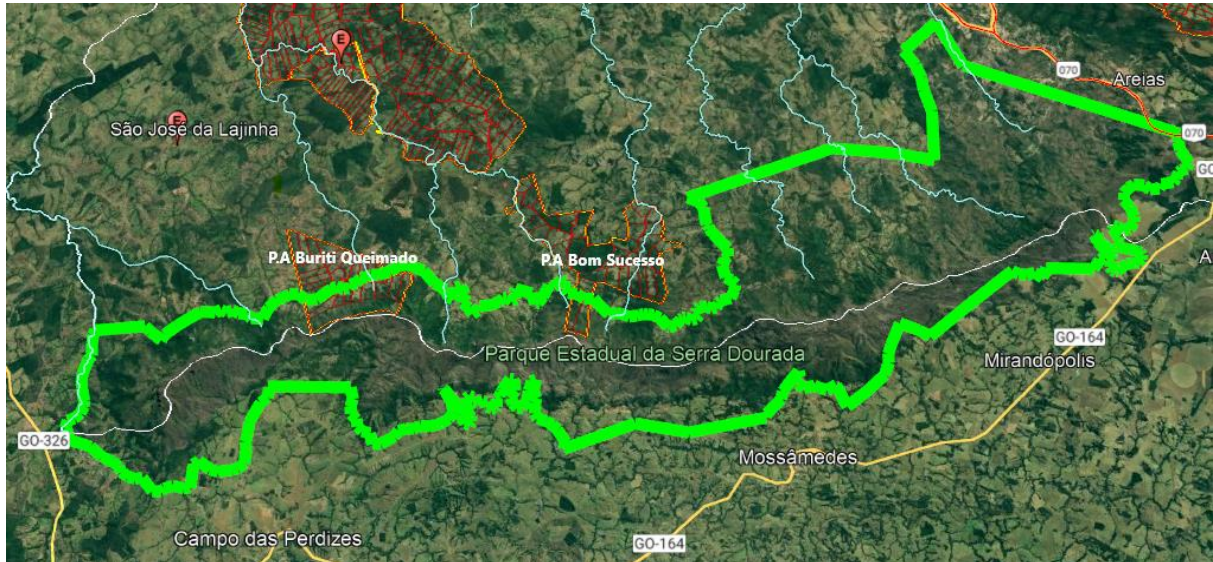 E
070
Areias
E
São José da Lajinha
070
GO
P.A Buriti Queimado
P.A Bom Sucesso
A
GO-164
Parque Estadual da Serra Dourada
Mirandópolis
GO-326
Mossâmedes
Campo das Perdizes
GO-164